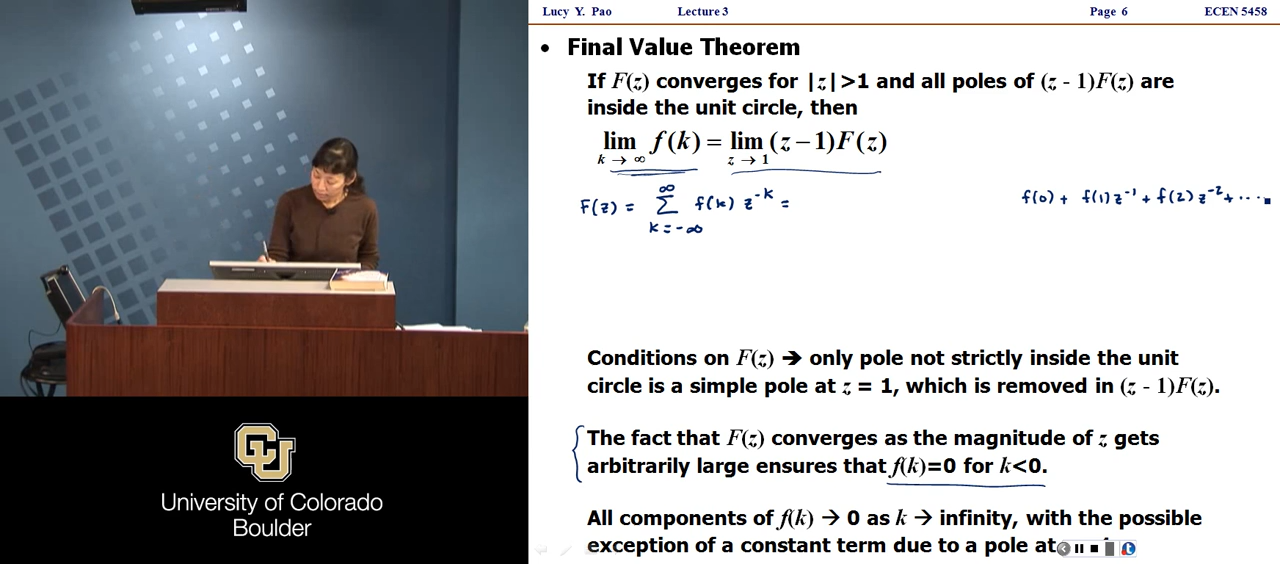 Lucy Y. Pao Lecture 3 Page 6 ECEN 5458
• Final Value Theorem
If F(z) converges for |z|>1 and all poles of (z - 1)F(z) are
inside the unit circle, then
lim f(k) = lim (z − 1)F(z)
k → ∞ z → 1
F(z) = ∞ Σ k=-∞ f(k) z^-k = f(0) + f(1)z^-1 + f(2)z^-2 + ...
Conditions on F(z) ➔ only pole not strictly inside the unit
circle is a simple pole at z = 1, which is removed in (z - 1)F(z).
The fact that F(z) converges as the magnitude of z gets
arbitrarily large ensures that f(k)=0 for k<0.
All components of f(k) → 0 as k → infinity, with the possible
exception of a constant term due to a pole at
CU
University of Colorado
Boulder